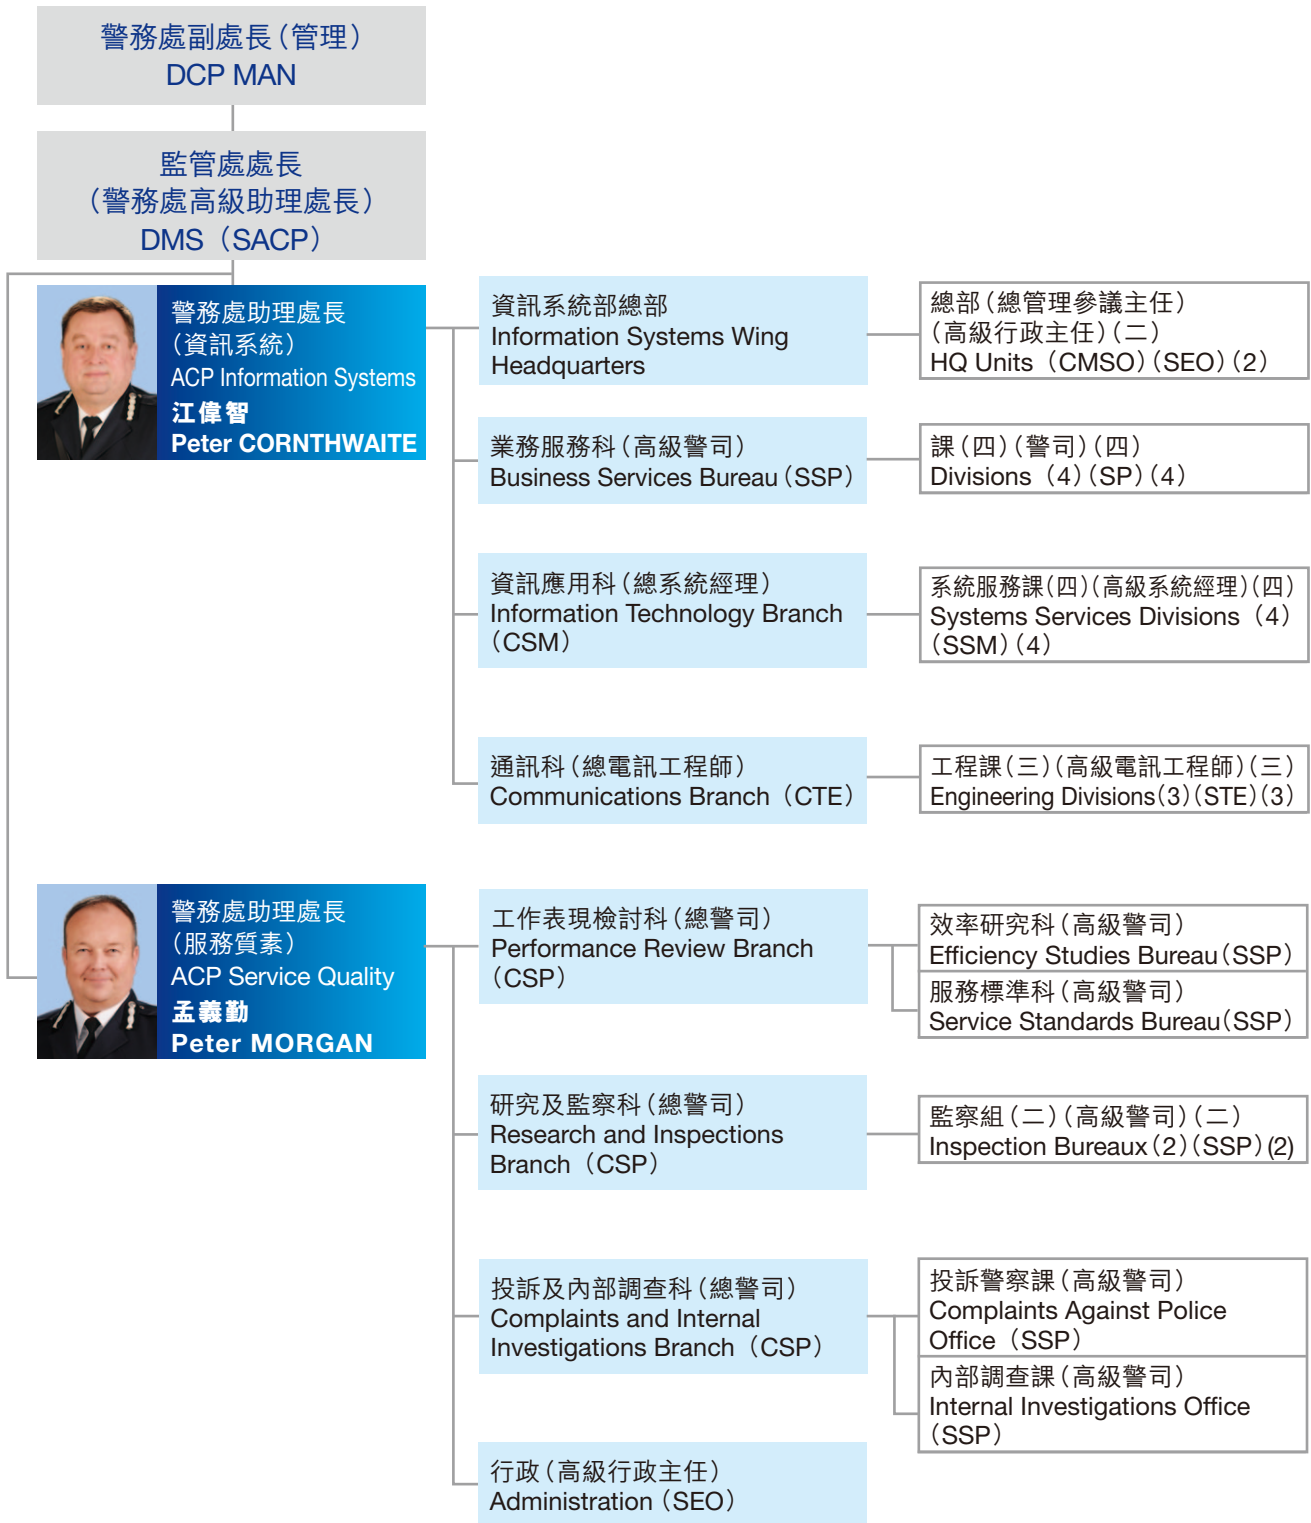 警務處副處長（管理）
DCP MAN
監管處處長
（警務處高級助理處長）
DMS（SACP）
警務處助理處長
（資訊系統）
ACP Information Systems
江偉智
Peter CORNTHWAITE
資訊系統部總部
Information Systems Wing
Headquarters
總部（總管理參議主任）
（高級行政主任）（二）
HQ Units（CMSO）（SEO）（2）
業務服務科（高級警司）
Business Services Bureau（SSP）
課（四）（警司）（四）
Divisions（4）（SP）（4）
資訊應用科（總系統經理）
Information Technology Branch
（CSM）
系統服務課（四）（高級系統經理）（四）
Systems Services Divisions（4）
（SSM）（4）
通訊科（總電訊工程師）
Communications Branch（CTE）
工程課（三）（高級電訊工程師）（三）
Engineering Divisions（3）（STE）（3）
警務處助理處長
（服務質素）
ACP Service Quality
孟義勤
Peter MORGAN
工作表現檢討科（總警司）
Performance Review Branch
（CSP）
效率研究科（高級警司）
Efficiency Studies Bureau（SSP）
服務標準科（高級警司）
Service Standards Bureau（SSP）
研究及監察科（總警司）
Research and Inspections
Branch（CSP）
監察組（二）（高級警司）（二）
Inspection Bureaux（2）（SSP）(2)
投訴及內部調查科（總警司）
Complaints and Internal
Investigations Branch（CSP）
投訴警察課（高級警司）
Complaints Against Police
Office（SSP）
內部調查課（高級警司）
Internal Investigations Office
（SSP）
行政（高級行政主任）
Administration（SEO）